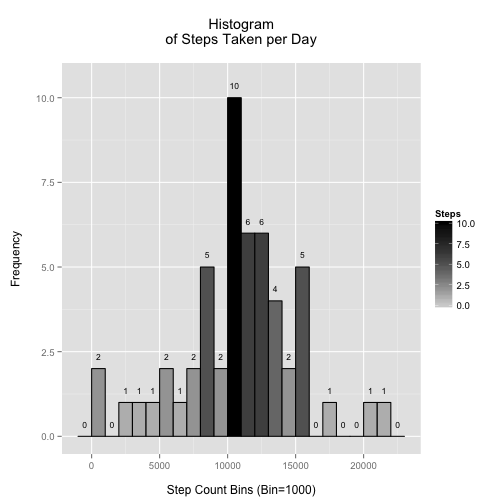 Histogram
of Steps Taken per Day
10
10.0
Steps
10.0
7.5
5.0
2.5
0.0
7.5
6 6
5 5
5.0
4
2 2 2 2 2
2.5
1 1 1 1 1 1 1
0 0 0 0 0 0
0.0
0 5000 10000 15000 20000
Frequency
Step Count Bins (Bin=1000)